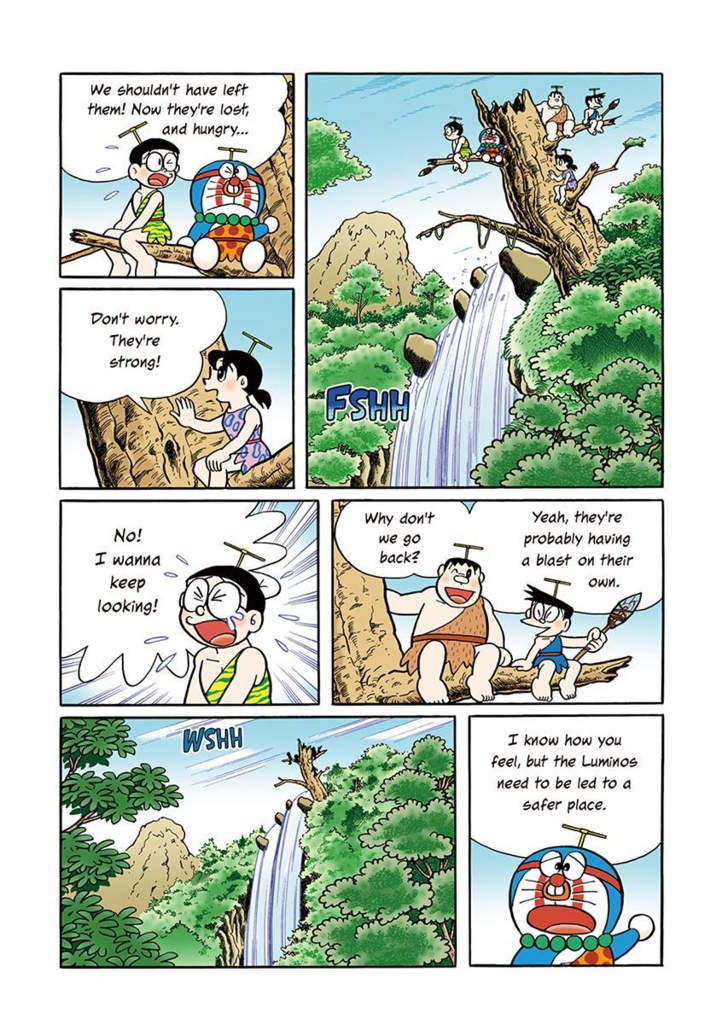 We shouldn't have left
them! Now they're lost,
and hungry...
FSHH
Don't worry.
They're
strong!
No!
I wanna
keep
looking!
Why don't
we go
back?
Yeah, they're
probably having
a blast on their
own.
WSHH
I know how you
feel, but the Luminos
need to be led to a
safer place.